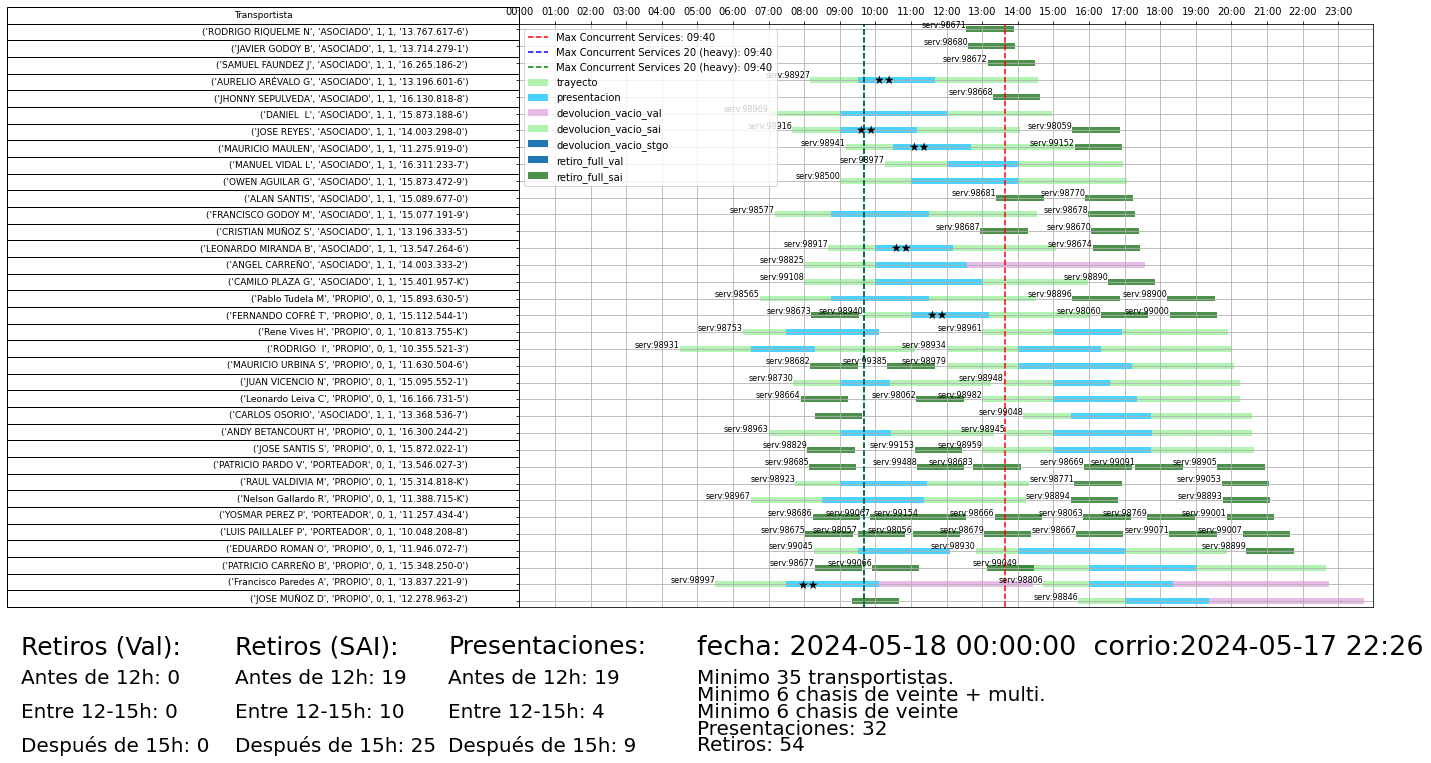 Transportista
00:00 01:00 02:00 03:00 04:00 05:00 06:00 07:00 08:00 09:00 10:00 11:00 12:00 13:00 14:00 15:00 16:00 17:00 18:00 19:00 20:00 21:00 22:00 23:00
Max Concurrent Services: 09:40
Max Concurrent Services 20 (heavy): 09:40
Max Concurrent Services 20 (heavy): 09:40
trayecto
presentacion
devolucion_vacio_val
devolucion_vacio_sai
devolucion_vacio_stgo
retiro_full_val
retiro_full_sai
('RODRIGO RIQUELME N', 'ASOCIADO', 1, 1, '13.767.617-6') serv:98671
('JAVIER GODOY B', 'ASOCIADO', 1, 1, '13.714.279-1') serv:98680
('SAMUEL FAUNDEZ J', 'ASOCIADO', 1, 1, '16.265.186-2') serv:98672
('AURELIO ARÉVALO G', 'ASOCIADO', 1, 1, '13.196.601-6') serv:98927
('JHONNY SEPULVEDA', 'ASOCIADO', 1, 1, '16.130.818-8') serv:98668
('DANIEL  L', 'ASOCIADO', 1, 1, '15.873.188-6') serv:98969
('JOSE REYES', 'ASOCIADO', 1, 1, '14.003.298-0') serv:98916 serv:98059
('MAURICIO MAULEN', 'ASOCIADO', 1, 1, '11.275.919-0') serv:98941 serv:99152
('MANUEL VIDAL L', 'ASOCIADO', 1, 1, '16.311.233-7') serv:98977
('OWEN AGUILAR G', 'ASOCIADO', 1, 1, '15.873.472-9') serv:98500
('ALAN SANTIS', 'ASOCIADO', 1, 1, '15.089.677-0') serv:98681 serv:98770
('FRANCISCO GODOY M', 'ASOCIADO', 1, 1, '15.077.191-9') serv:98577 serv:98678
('CRISTIAN MUÑOZ S', 'ASOCIADO', 1, 1, '13.196.333-5') serv:98687 serv:98670
('LEONARDO MIRANDA B', 'ASOCIADO', 1, 1, '13.547.264-6') serv:98917 serv:98674
('ANGEL CARREÑO', 'ASOCIADO', 1, 1, '14.003.333-2') serv:98825
('CAMILO PLAZA G', 'ASOCIADO', 1, 1, '15.401.957-K') serv:99108 serv:98890
('Pablo Tudela M', 'PROPIO', 0, 1, '15.893.630-5') serv:98565 serv:98896 serv:98900
('FERNANDO COFRÉ T', 'PROPIO', 0, 1, '15.112.544-1') serv:98673 serv:98940 serv:98060 serv:99000
('Rene Vives H', 'PROPIO', 0, 1, '10.813.755-K') serv:98753 serv:98961
('RODRIGO  I', 'PROPIO', 0, 1, '10.355.521-3') serv:98931 serv:98934
('MAURICIO URBINA S', 'PROPIO', 0, 1, '11.630.504-6') serv:98682 serv:99385 serv:98979
('JUAN VICENCIO N', 'PROPIO', 0, 1, '15.095.552-1') serv:98730 serv:98948
('Leonardo Leiva C', 'PROPIO', 0, 1, '16.166.731-5') serv:98664 serv:98062 serv:98982
('CARLOS OSORIO', 'ASOCIADO', 1, 1, '13.368.536-7') serv:99048
('ANDY BETANCOURT H', 'PROPIO', 0, 1, '16.300.244-2') serv:98963 serv:98945
('JOSE SANTIS S', 'PROPIO', 0, 1, '15.872.022-1') serv:98829 serv:99153 serv:98959
('PATRICIO PARDO V', 'PORTEADOR', 0, 1, '13.546.027-3') serv:98685 serv:99488 serv:98683 serv:98669 serv:99091 serv:98905
('RAUL VALDIVIA M', 'PROPIO', 0, 1, '15.314.818-K') serv:98923 serv:98771 serv:99053
('Nelson Gallardo R', 'PROPIO', 0, 1, '11.388.715-K') serv:98967 serv:98894 serv:98893
('YOSMAR PEREZ P', 'PORTEADOR', 0, 1, '11.257.434-4') serv:98686 serv:99067 serv:99154 serv:98666 serv:98063 serv:98769 serv:99001
('LUIS PAILLALEF P', 'PORTEADOR', 0, 1, '10.048.208-8') serv:98675 serv:98057 serv:98056 serv:98679 serv:98667 serv:99071 serv:99007
('EDUARDO ROMAN O', 'PROPIO', 0, 1, '11.946.072-7') serv:99045 serv:98930 serv:98899
('PATRICIO CARREÑO B', 'PROPIO', 0, 1, '15.348.250-0') serv:98677 serv:99066 serv:99049
('Francisco Paredes A', 'PROPIO', 0, 1, '13.837.221-9') serv:98997 serv:98806
('JOSE MUÑOZ D', 'PROPIO', 0, 1, '12.278.963-2') serv:98846
Retiros (Val):
Antes de 12h: 0
Entre 12-15h: 0
Después de 15h: 0
Retiros (SAI):
Antes de 12h: 19
Entre 12-15h: 10
Después de 15h: 25
Presentaciones:
Antes de 12h: 19
Entre 12-15h: 4
Después de 15h: 9
fecha: 2024-05-18 00:00:00  corrio:2024-05-17 22:26
Minimo 35 transportistas.
Minimo 6 chasis de veinte + multi.
Minimo 6 chasis de veinte
Presentaciones: 32
Retiros: 54